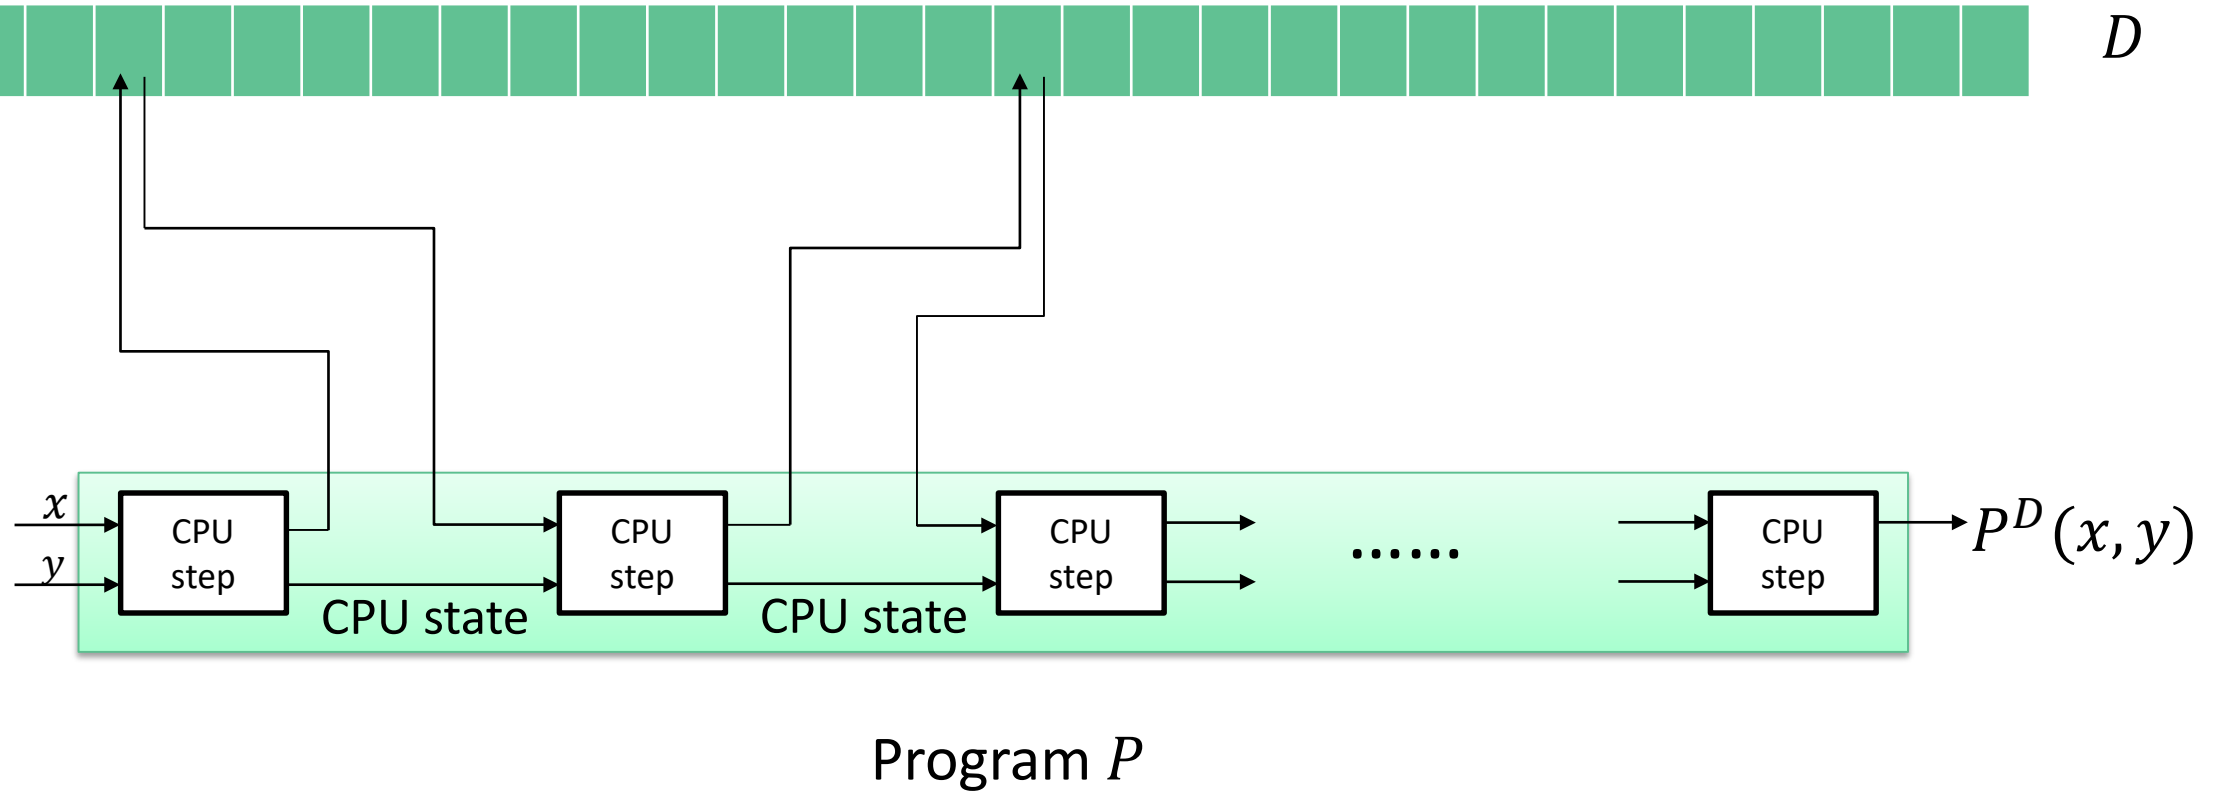 D
x
y
CPU
step
CPU state
CPU
step
CPU state
CPU
step
......
CPU
step
P^D(x, y)
Program P